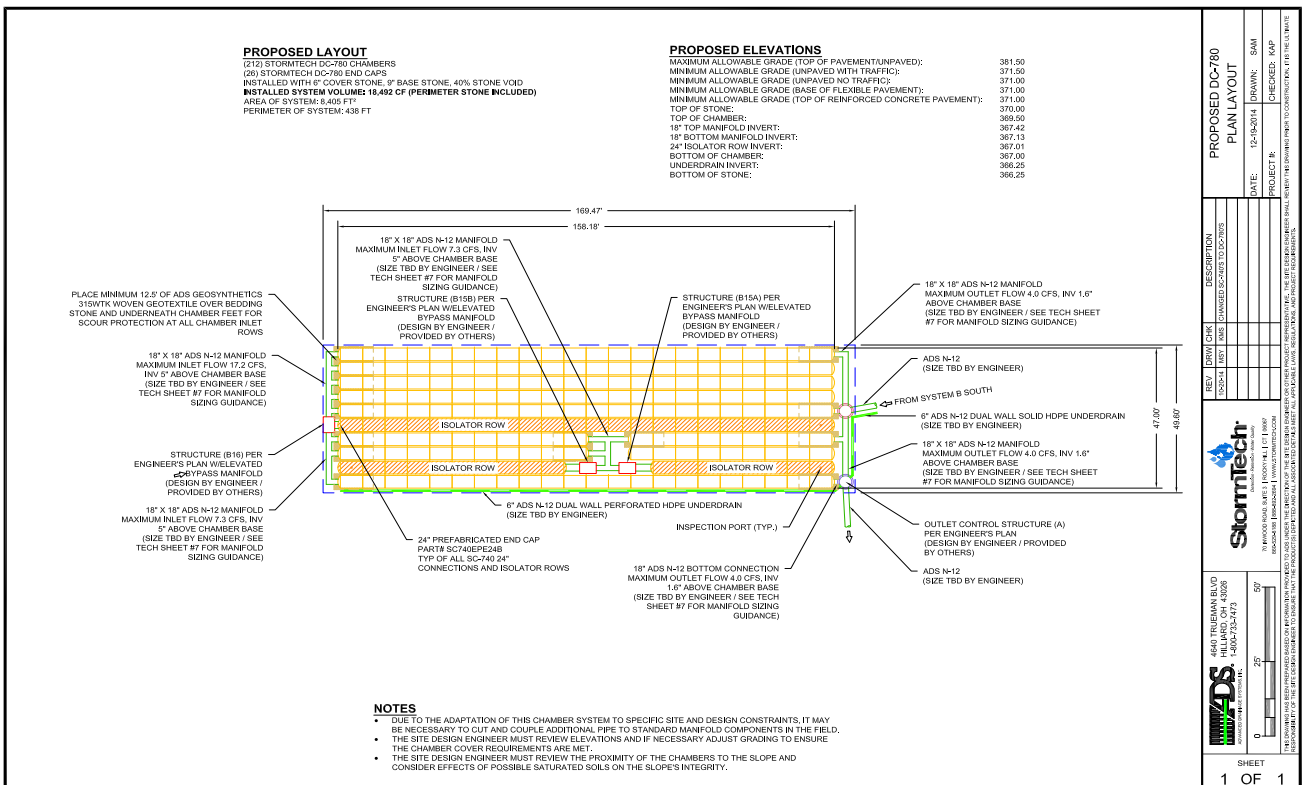 PROPOSED LAYOUT
(212) STORMTECH DC-780 CHAMBERS
(26) STORMTECH DC-780 END CAPS
INSTALLED WITH 6" COVER STONE, 9" BASE STONE, 40% STONE VOID
INSTALLED SYSTEM VOLUME: 18,492 CF (PERIMETER STONE INCLUDED)
AREA OF SYSTEM: 8,405 FT²
PERIMETER OF SYSTEM: 438 FT
PROPOSED ELEVATIONS
MAXIMUM ALLOWABLE GRADE (TOP OF PAVEMENT/UNPAVED): 381.50
MINIMUM ALLOWABLE GRADE (UNPAVED WITH TRAFFIC): 371.50
MINIMUM ALLOWABLE GRADE (UNPAVED NO TRAFFIC): 371.00
MINIMUM ALLOWABLE GRADE (BASE OF FLEXIBLE PAVEMENT): 371.00
MINIMUM ALLOWABLE GRADE (TOP OF REINFORCED CONCRETE PAVEMENT): 371.00
TOP OF STONE: 370.00
TOP OF CHAMBER: 369.50
18" TOP MANIFOLD INVERT: 367.42
18" BOTTOM MANIFOLD INVERT: 367.13
24" ISOLATOR ROW INVERT: 367.01
BOTTOM OF CHAMBER: 367.00
UNDERDRAIN INVERT: 366.25
BOTTOM OF STONE: 366.25
169.47'
158.18'
18" X 18" ADS N-12 MANIFOLD
MAXIMUM INLET FLOW 7.3 CFS, INV
5" ABOVE CHAMBER BASE
(SIZE TBD BY ENGINEER / SEE
TECH SHEET #7 FOR MANIFOLD
SIZING GUIDANCE)
STRUCTURE (B15B) PER
ENGINEER'S PLAN W/ELEVATED
BYPASS MANIFOLD
(DESIGN BY ENGINEER /
PROVIDED BY OTHERS)
STRUCTURE (B15A) PER
ENGINEER'S PLAN W/ELEVATED
BYPASS MANIFOLD
(DESIGN BY ENGINEER /
PROVIDED BY OTHERS)
18" X 18" ADS N-12 MANIFOLD
MAXIMUM OUTLET FLOW 4.0 CFS, INV 1.6"
ABOVE CHAMBER BASE
(SIZE TBD BY ENGINEER / SEE TECH SHEET
#7 FOR MANIFOLD SIZING GUIDANCE)
PLACE MINIMUM 12.5' OF ADS GEOSYNTHETICS
315WTK WOVEN GEOTEXTILE OVER BEDDING
STONE AND UNDERNEATH CHAMBER FEET FOR
SCOUR PROTECTION AT ALL CHAMBER INLET
ROWS
18" X 18" ADS N-12 MANIFOLD
MAXIMUM INLET FLOW 17.2 CFS,
INV 5" ABOVE CHAMBER BASE
(SIZE TBD BY ENGINEER / SEE
TECH SHEET #7 FOR MANIFOLD
SIZING GUIDANCE)
STRUCTURE (B16) PER
ENGINEER'S PLAN W/ELEVATED
BYPASS MANIFOLD
(DESIGN BY ENGINEER /
PROVIDED BY OTHERS)
18" X 18" ADS N-12 MANIFOLD
MAXIMUM INLET FLOW 7.3 CFS, INV
5" ABOVE CHAMBER BASE
(SIZE TBD BY ENGINEER / SEE
TECH SHEET #7 FOR MANIFOLD
SIZING GUIDANCE)
ISOLATOR ROW
ISOLATOR ROW
ISOLATOR ROW
ADS N-12
(SIZE TBD BY ENGINEER)
FROM SYSTEM B SOUTH
6" ADS N-12 DUAL WALL SOLID HDPE UNDERDRAIN
(SIZE TBD BY ENGINEER)
18" X 18" ADS N-12 MANIFOLD
MAXIMUM OUTLET FLOW 4.0 CFS, INV 1.6"
ABOVE CHAMBER BASE
(SIZE TBD BY ENGINEER / SEE TECH SHEET
#7 FOR MANIFOLD SIZING GUIDANCE)
47.00'
49.60'
6" ADS N-12 DUAL WALL PERFORATED HDPE UNDERDRAIN
(SIZE TBD BY ENGINEER)
INSPECTION PORT (TYP.)
24" PREFABRICATED END CAP
PART# SC740EPE24B
TYP OF ALL SC-740 24"
CONNECTIONS AND ISOLATOR ROWS
18" ADS N-12 BOTTOM CONNECTION
MAXIMUM OUTLET FLOW 4.0 CFS, INV
1.6" ABOVE CHAMBER BASE
(SIZE TBD BY ENGINEER / SEE TECH
SHEET #7 FOR MANIFOLD SIZING
GUIDANCE)
OUTLET CONTROL STRUCTURE (A)
PER ENGINEER'S PLAN
(DESIGN BY ENGINEER / PROVIDED
BY OTHERS)
ADS N-12
(SIZE TBD BY ENGINEER)
NOTES
• DUE TO THE ADAPTATION OF THIS CHAMBER SYSTEM TO SPECIFIC SITE AND DESIGN CONSTRAINTS, IT MAY
BE NECESSARY TO CUT AND COUPLE ADDITIONAL PIPE TO STANDARD MANIFOLD COMPONENTS IN THE FIELD.
• THE SITE DESIGN ENGINEER MUST REVIEW ELEVATIONS AND IF NECESSARY ADJUST GRADING TO ENSURE
THE CHAMBER COVER REQUIREMENTS ARE MET.
• THE SITE DESIGN ENGINEER MUST REVIEW THE PROXIMITY OF THE CHAMBERS TO THE SLOPE AND
CONSIDER EFFECTS OF POSSIBLE SATURATED SOILS ON THE SLOPE'S INTEGRITY.
PROPOSED DC-780
PLAN LAYOUT
DATE: 12-19-2014 DRAWN: SAM
PROJECT #: CHECKED: KAP
REV DRW CHK DESCRIPTION
10-20-14 MSY KMS CHANGED SC-740'S TO DC-780'S
StormTech
Detention Retention Water Quality
70 INWOOD ROAD, SUITE 3 | ROCKY HILL | CT | 06067
ADS.
ADVANCED DRAINAGE SYSTEMS, INC.
4640 TRUEMAN BLVD
HILLIARD, OH 43026
1-800-733-7473
0 25' 50'
SHEET
1 OF 1